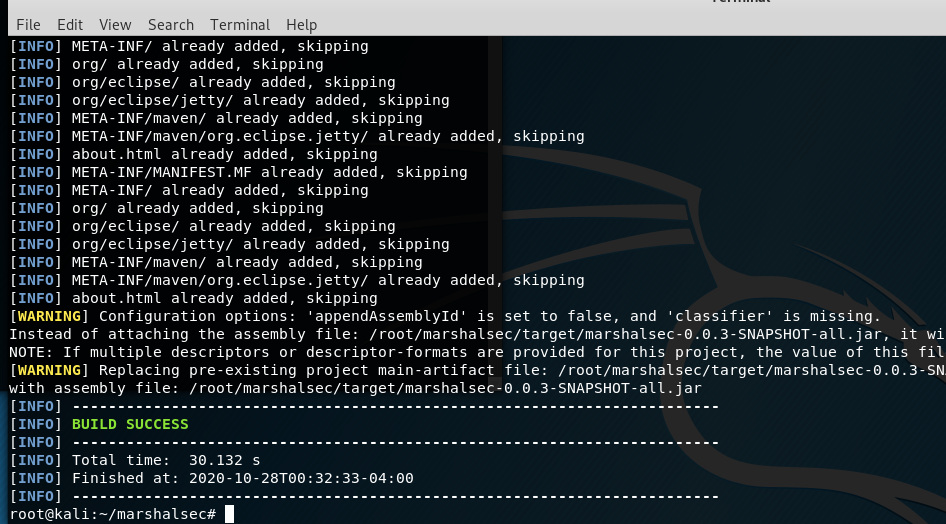 Terminal
File Edit View Search Terminal Help
[INFO] META-INF/ already added, skipping
[INFO] org/ already added, skipping
[INFO] org/eclipse/ already added, skipping
[INFO] org/eclipse/jetty/ already added, skipping
[INFO] META-INF/maven/ already added, skipping
[INFO] META-INF/maven/org.eclipse.jetty/ already added, skipping
[INFO] about.html already added, skipping
[INFO] META-INF/MANIFEST.MF already added, skipping
[INFO] META-INF/ already added, skipping
[INFO] org/ already added, skipping
[INFO] org/eclipse/ already added, skipping
[INFO] org/eclipse/jetty/ already added, skipping
[INFO] META-INF/maven/ already added, skipping
[INFO] META-INF/maven/org.eclipse.jetty/ already added, skipping
[INFO] about.html already added, skipping
[WARNING] Configuration options: 'appendAssemblyId' is set to false, and 'classifier' is missing.
Instead of attaching the assembly file: /root/marshalsec/target/marshalsec-0.0.3-SNAPSHOT-all.jar, it wi
NOTE: If multiple descriptors or descriptor-formats are provided for this project, the value of this fil
[WARNING] Replacing pre-existing project main-artifact file: /root/marshalsec/target/marshalsec-0.0.3-SN
with assembly file: /root/marshalsec/target/marshalsec-0.0.3-SNAPSHOT-all.jar
[INFO] ------------------------------------------------------------------------
[INFO] BUILD SUCCESS
[INFO] ------------------------------------------------------------------------
[INFO] Total time:  30.132 s
[INFO] Finished at: 2020-10-28T00:32:33-04:00
[INFO] ------------------------------------------------------------------------
root@kali:~/marshalsec#